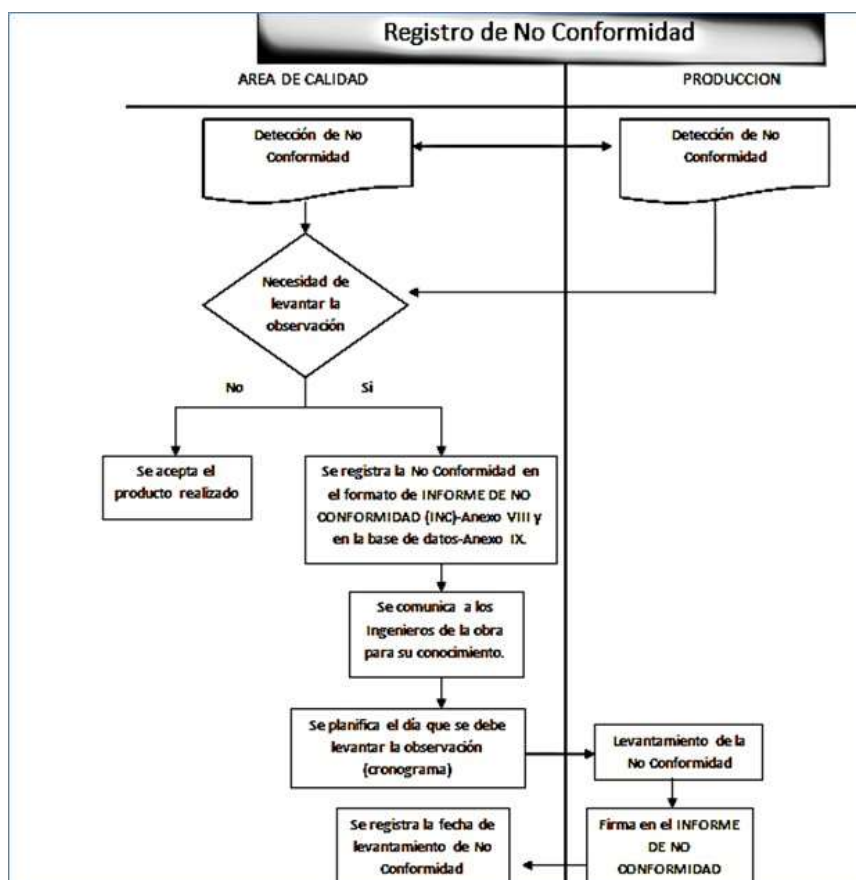 Registro de No Conformidad
AREA DE CALIDAD
PRODUCCION
Detección de No
Conformidad
Detección de No
Conformidad
Necesidad de
levantar la
observación
No
Si
Se acepta el
producto realizado
Se registra la No Conformidad en
el formato de INFORME DE NO
CONFORMIDAD (INC)-Anexo VIII y
en la base de datos-Anexo IX.
Se comunica a los
Ingenieros de la obra
para su conocimiento.
Se planifica el día que se debe
levantar la observación
(cronograma)
Levantamiento de la
No Conformidad
Se registra la fecha de
levantamiento de No
Conformidad
Firma en el INFORME
DE NO
CONFORMIDAD